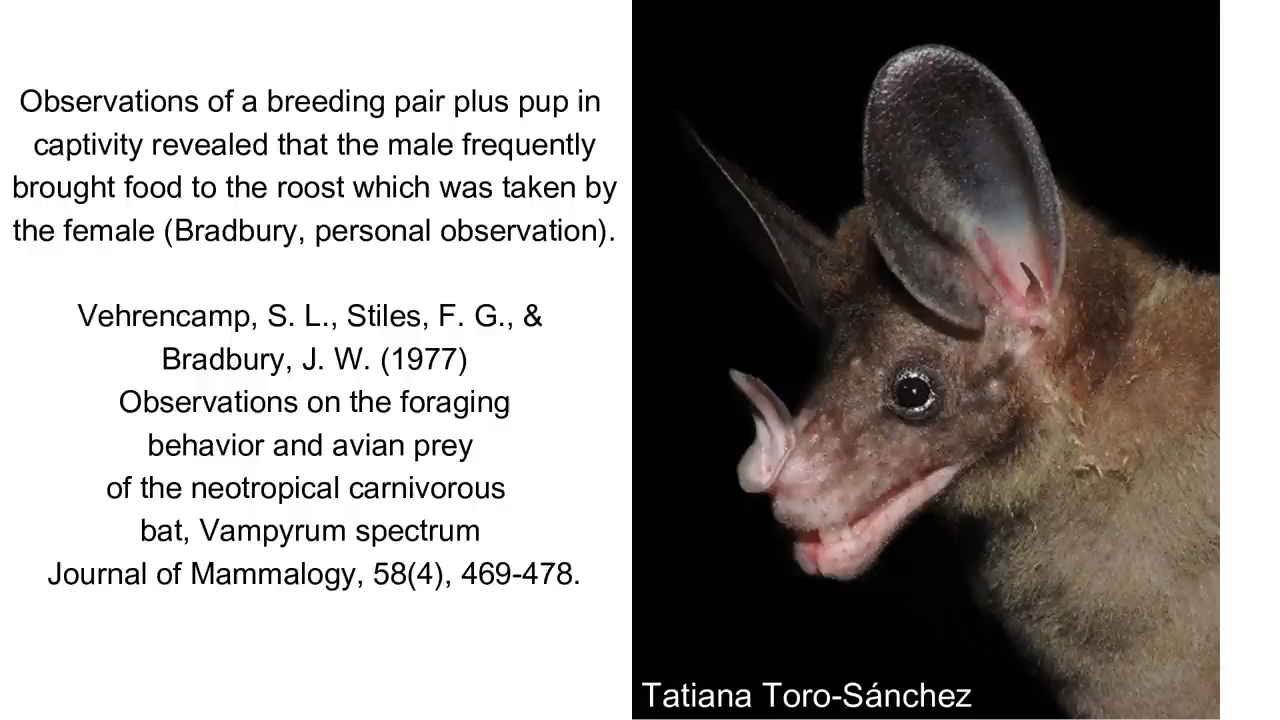 Observations of a breeding pair plus pup in
captivity revealed that the male frequently
brought food to the roost which was taken by
the female (Bradbury, personal observation).
Vehrencamp, S. L., Stiles, F. G., &
Bradbury, J. W. (1977)
Observations on the foraging
behavior and avian prey
of the neotropical carnivorous
bat, Vampyrum spectrum
Journal of Mammalogy, 58(4), 469-478.
Tatiana Toro-Sánchez